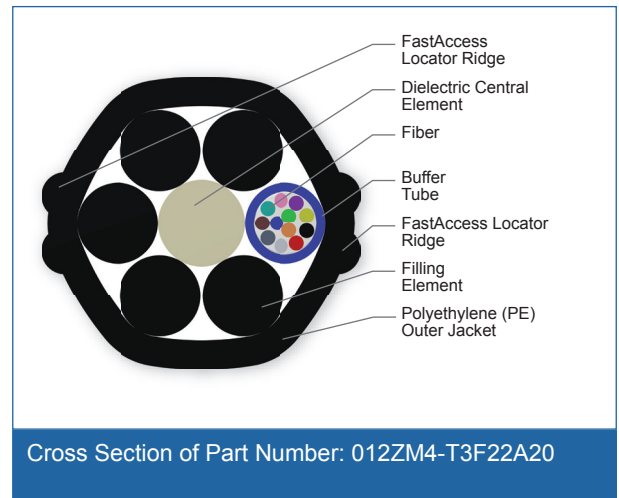 FastAccess
Locator Ridge
Dielectric Central
Element
Fiber
Buffer
Tube
FastAccess Locator
Ridge
Filling
Element
Polyethylene (PE)
Outer Jacket
Cross Section of Part Number: 012ZM4-T3F22A20